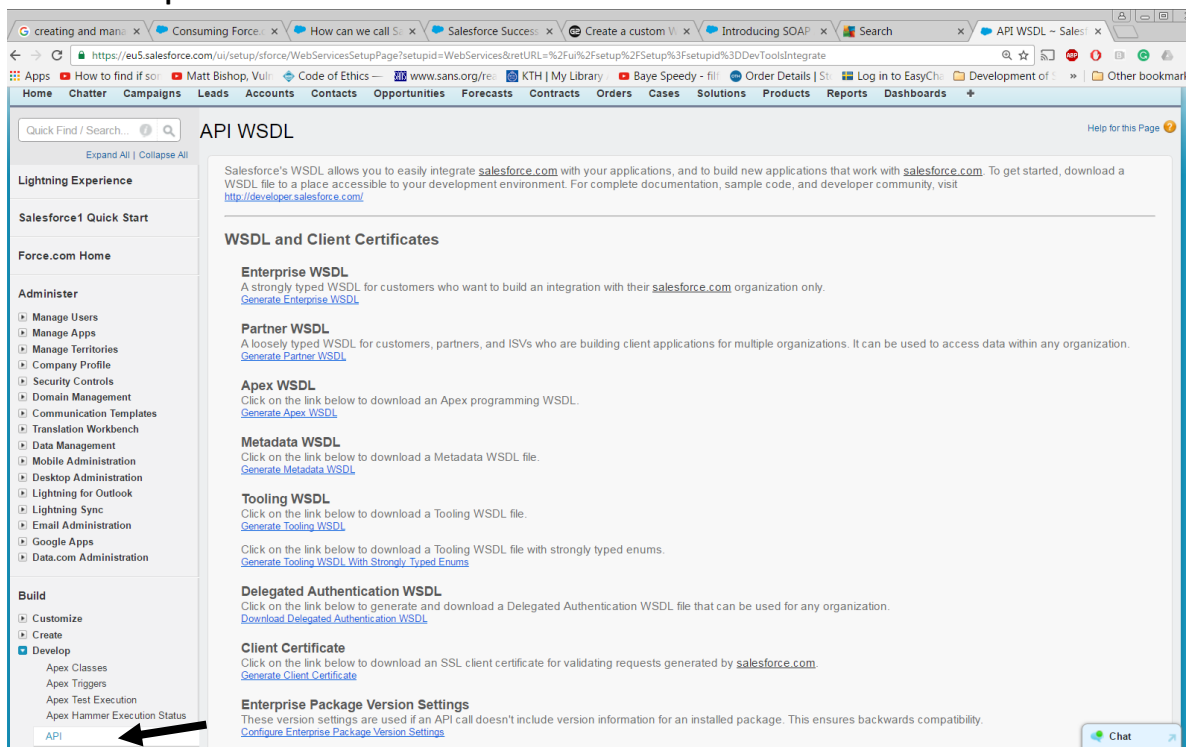 creating and mana
Consuming Force.c
How can we call Sa
Salesforce Success
Create a custom W
Introducing SOAP
Search
API WSDL ~ Salesf
https://eu5.salesforce.com/ui/setup/sforce/WebServicesSetupPage?setupid=WebServices&retURL=%2Fui%2Fsetup%2FSetup%3Fsetupid%3DDevToolsIntegrate
Apps
How to find if som
Matt Bishop, Vuln
Code of Ethics —
www.sans.org/rea
KTH | My Library
Baye Speedy - filf
Order Details | Sto
Log in to EasyCha
Development of S
»
Other bookmark
Home Chatter Campaigns Leads Accounts Contacts Opportunities Forecasts Contracts Orders Cases Solutions Products Reports Dashboards +
Quick Find / Search...
Expand All | Collapse All
Lightning Experience
Salesforce1 Quick Start
Force.com Home
Administer
Manage Users
Manage Apps
Manage Territories
Company Profile
Security Controls
Domain Management
Communication Templates
Translation Workbench
Data Management
Mobile Administration
Desktop Administration
Lightning for Outlook
Lightning Sync
Email Administration
Google Apps
Data.com Administration
Build
Customize
Create
Develop
Apex Classes
Apex Triggers
Apex Test Execution
Apex Hammer Execution Status
API
API WSDL
Help for this Page
Salesforce's WSDL allows you to easily integrate salesforce.com with your applications, and to build new applications that work with salesforce.com. To get started, download a
WSDL file to a place accessible to your development environment. For complete documentation, sample code, and developer community, visit
http://developer.salesforce.com/
WSDL and Client Certificates
Enterprise WSDL
A strongly typed WSDL for customers who want to build an integration with their salesforce.com organization only.
Generate Enterprise WSDL
Partner WSDL
A loosely typed WSDL for customers, partners, and ISVs who are building client applications for multiple organizations. It can be used to access data within any organization.
Generate Partner WSDL
Apex WSDL
Click on the link below to download an Apex programming WSDL.
Generate Apex WSDL
Metadata WSDL
Click on the link below to download a Metadata WSDL file.
Generate Metadata WSDL
Tooling WSDL
Click on the link below to download a Tooling WSDL file.
Generate Tooling WSDL
Click on the link below to download a Tooling WSDL file with strongly typed enums.
Generate Tooling WSDL With Strongly Typed Enums
Delegated Authentication WSDL
Click on the link below to generate and download a Delegated Authentication WSDL file that can be used for any organization.
Download Delegated Authentication WSDL
Client Certificate
Click on the link below to download an SSL client certificate for validating requests generated by salesforce.com.
Generate Client Certificate
Enterprise Package Version Settings
These version settings are used if an API call doesn't include version information for an installed package. This ensures backwards compatibility.
Configure Enterprise Package Version Settings
Chat